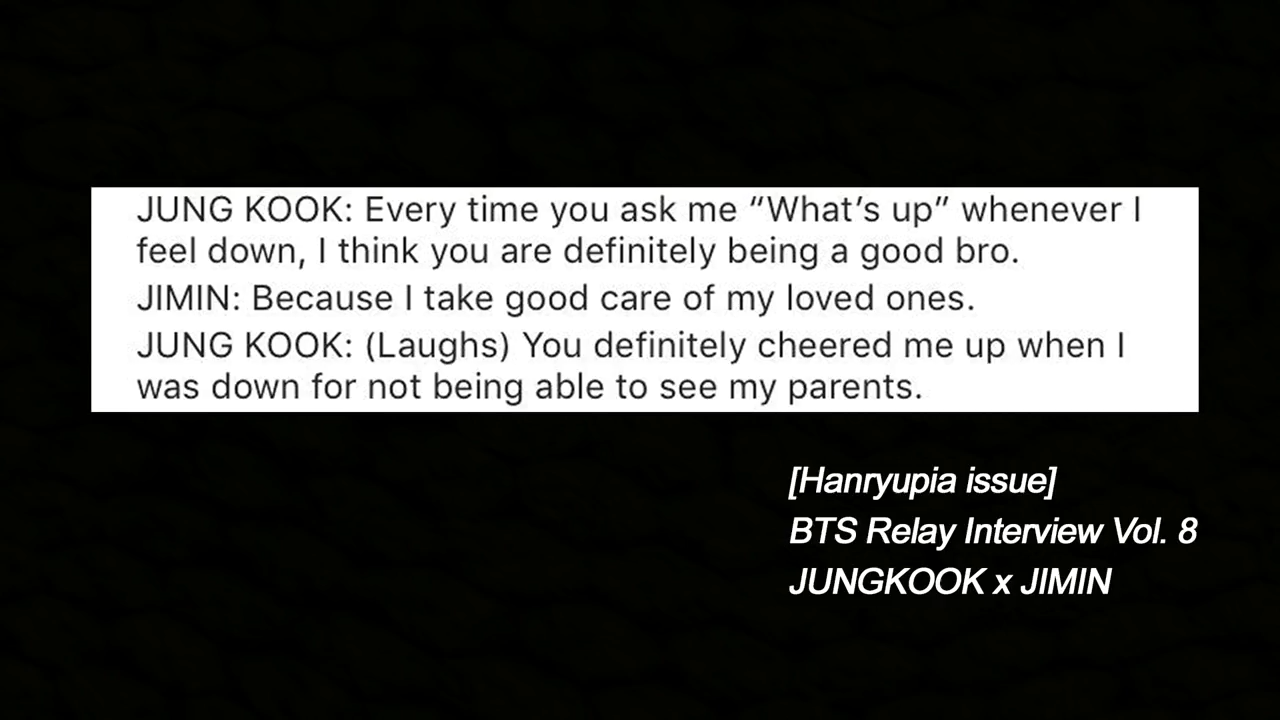 JUNG KOOK: Every time you ask me “What’s up” whenever I
feel down, I think you are definitely being a good bro.
JIMIN: Because I take good care of my loved ones.
JUNG KOOK: (Laughs) You definitely cheered me up when I
was down for not being able to see my parents.
[Hanryupia issue]
BTS Relay Interview Vol. 8
JUNGKOOK x JIMIN